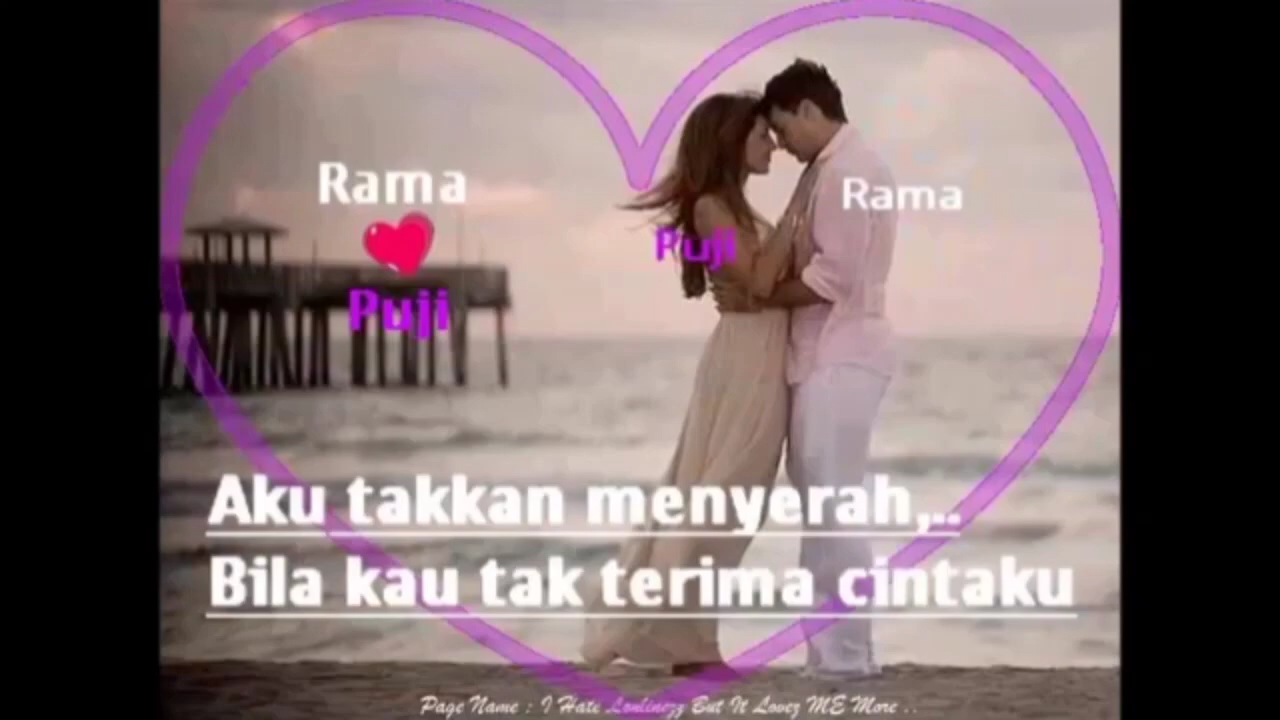 Rama
Puji
Rama
Puji
Aku takkan menyerah,..
Bila kau tak terima cintaku
Page Name : I Hate Lonlinezz But It Lovez ME More ..